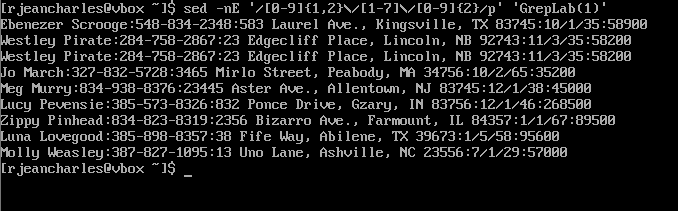 [rjeancharles@vbox ~]$ sed -nE '/[0-9]{1,2}\/[1-7]\/[0-9]{2}/p' 'GrepLab(1)'
Ebenezer Scrooge:548-834-2348:583 Laurel Ave., Kingsville, TX 83745:10/1/35:58900
Westley Pirate:284-758-2867:23 Edgecliff Place, Lincoln, NB 92743:11/3/35:58200
Westley Pirate:284-758-2867:23 Edgecliff Place, Lincoln, NB 92743:11/3/35:58200
Jo March:327-832-5728:3465 Mirlo Street, Peabody, MA 34756:10/2/65:35200
Meg Murry:834-938-8376:23445 Aster Ave., Allentown, NJ 83745:12/1/38:45000
Lucy Pevensie:385-573-8326:832 Ponce Drive, Gzary, IN 83756:12/1/46:268500
Zippy Pinhead:834-823-8319:2356 Bizarro Ave., Farmount, IL 84357:1/1/67:89500
Luna Lovegood:385-898-8357:38 Fife Way, Abilene, TX 39673:1/5/58:95600
Molly Weasley:387-827-1095:13 Uno Lane, Ashville, NC 23556:7/1/29:57000
[rjeancharles@vbox ~]$ _